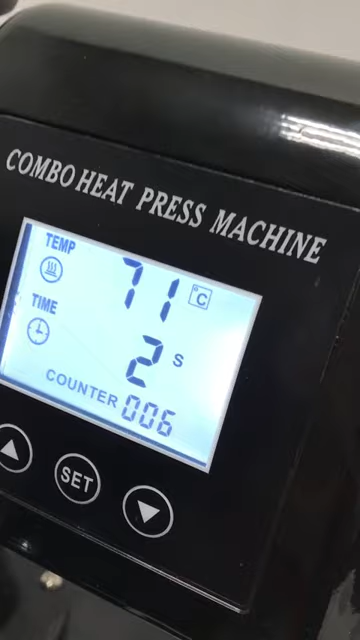 COMBO HEAT PRESS MACHINE
TEMP
71 °C
TIME
2 S
COUNTER 006
SET